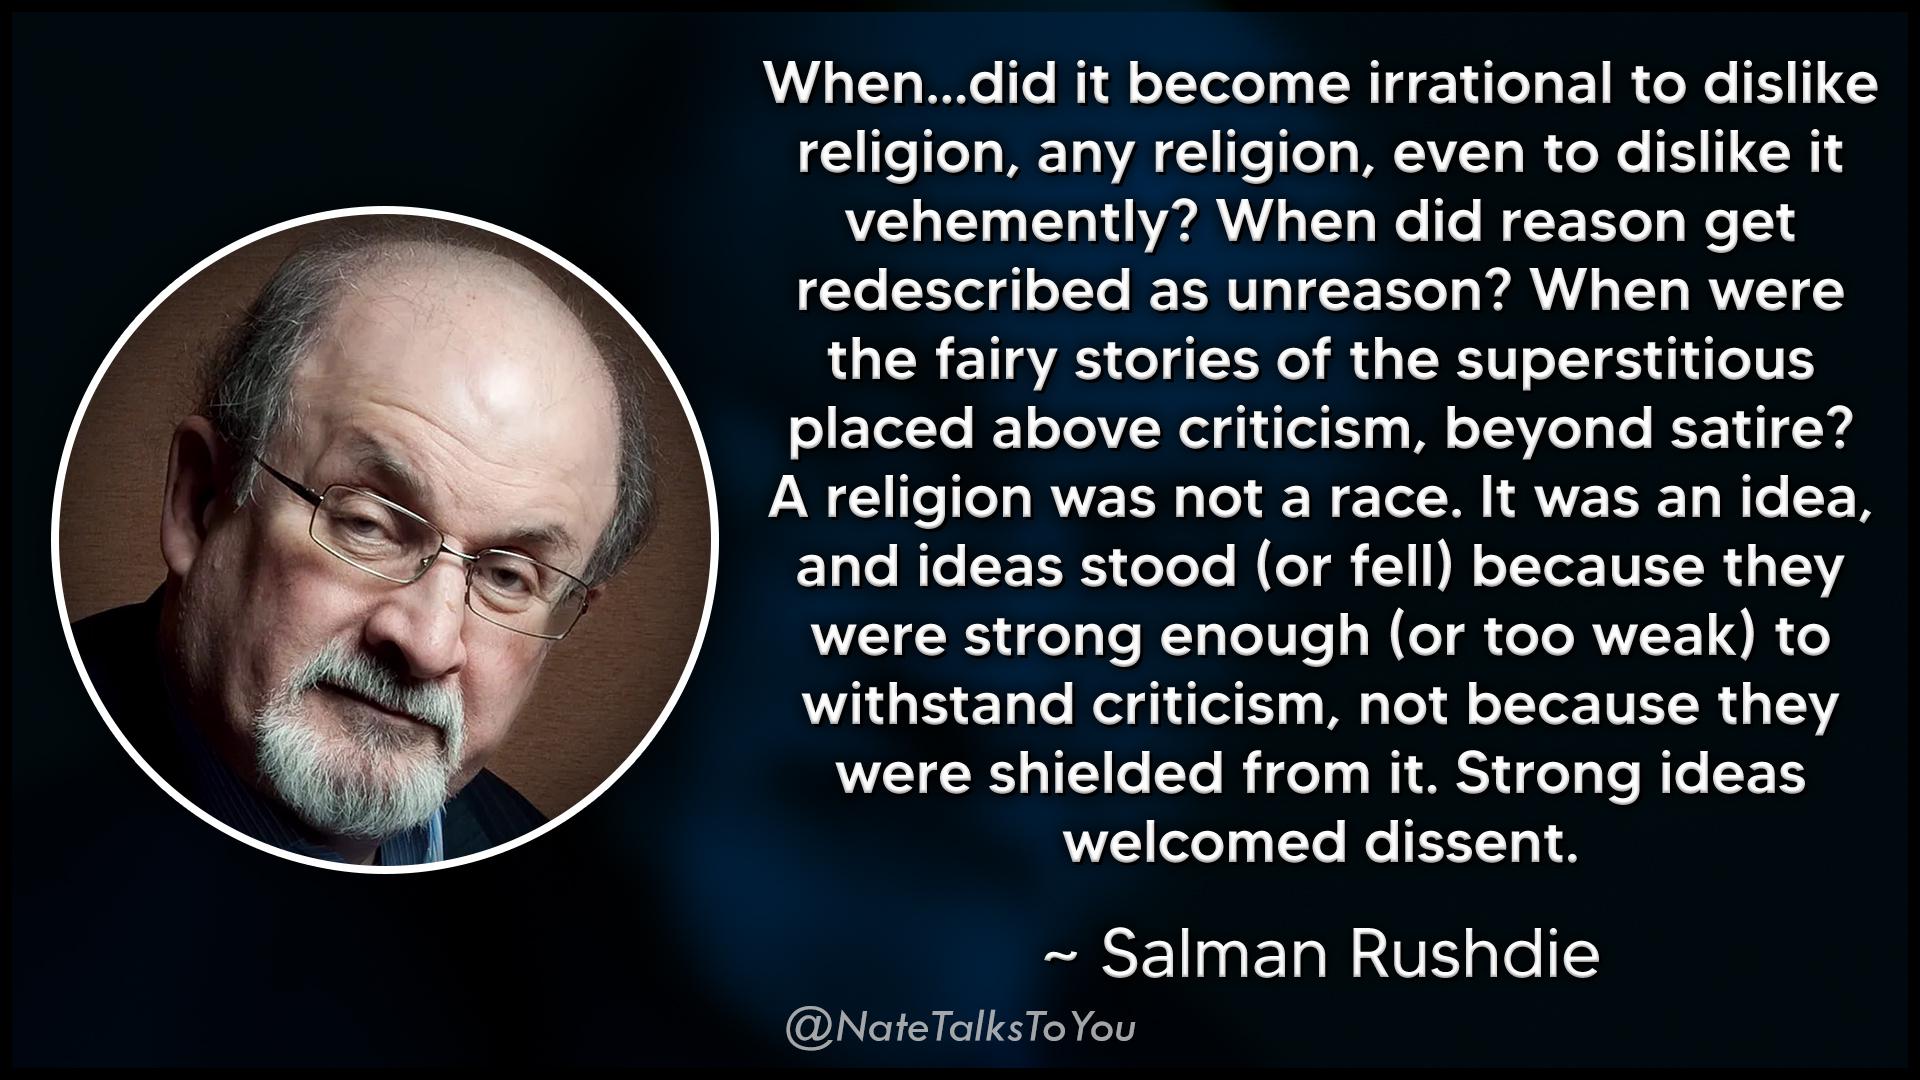 When...did it become irrational to dislike
religion, any religion, even to dislike it
vehemently? When did reason get
redescribed as unreason? When were
the fairy stories of the superstitious
placed above criticism, beyond satire?
A religion was not a race. It was an idea,
and ideas stood (or fell) because they
were strong enough (or too weak) to
withstand criticism, not because they
were shielded from it. Strong ideas
welcomed dissent.
~ Salman Rushdie
@NateTalksToYou